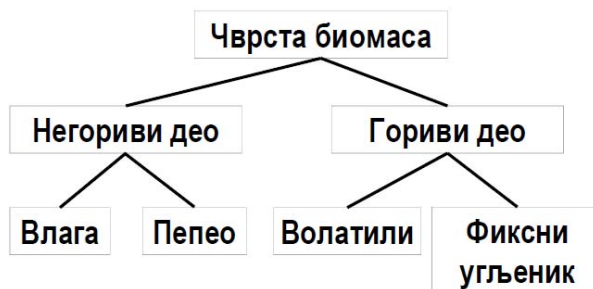 Чврста биомаса
Негориви део
Гориви део
Влага
Пепео
Волатили
Фиксни
угљеник